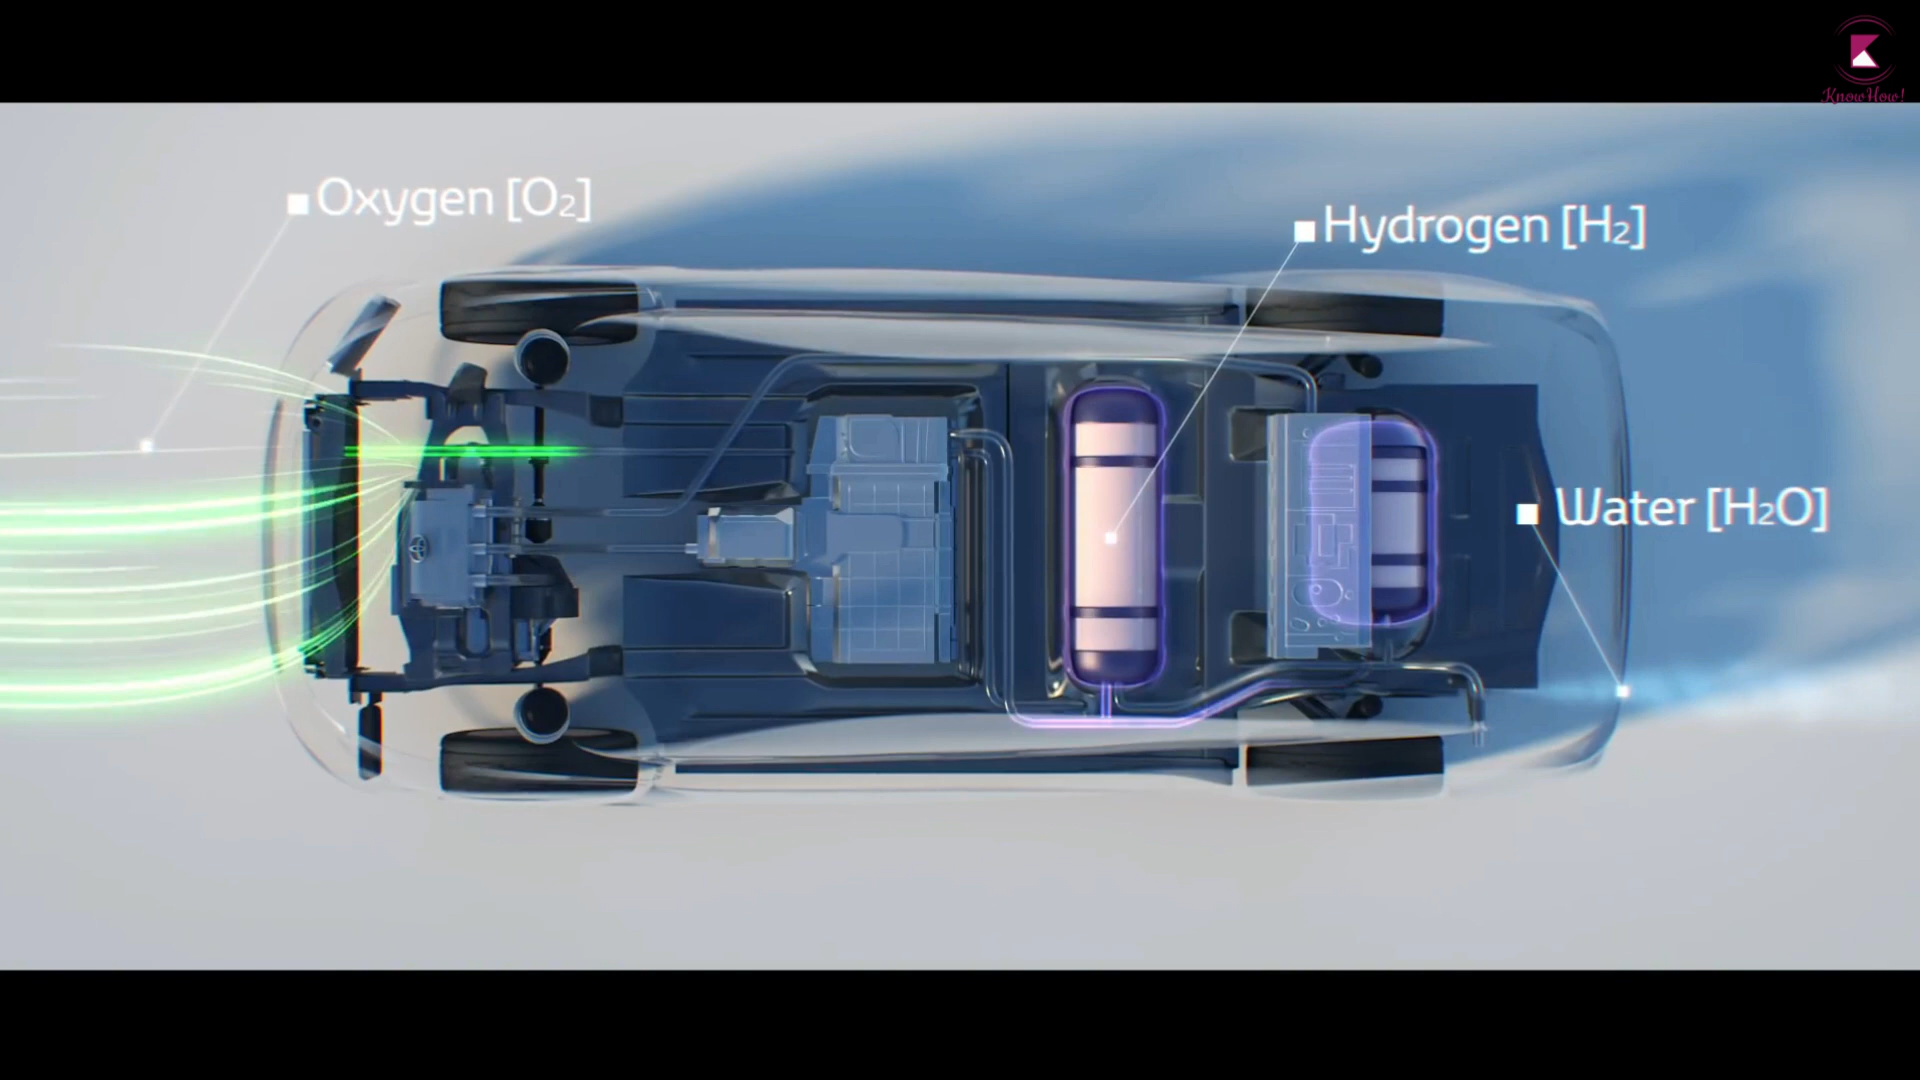 KnowHow!
Oxygen [O₂]
Hydrogen [H₂]
Water [H₂O]